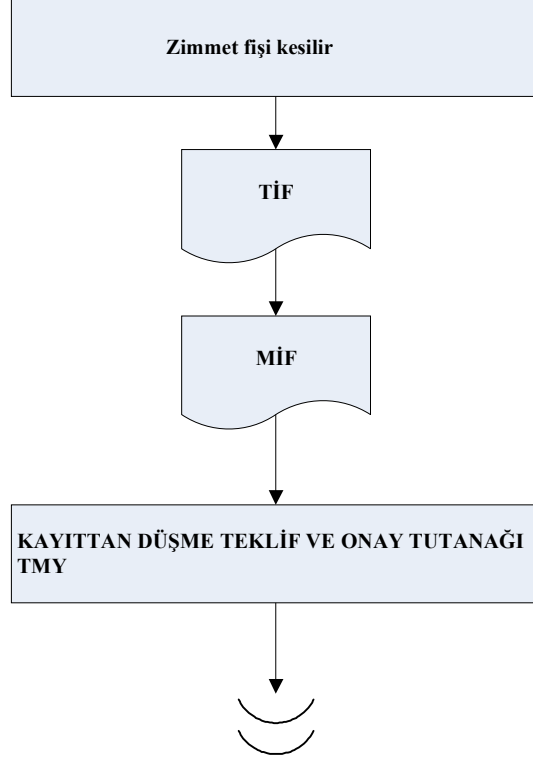 Zimmet fişi kesilir
TİF
MİF
KAYITTAN DÜŞME TEKLİF VE ONAY TUTANAĞI
TMY